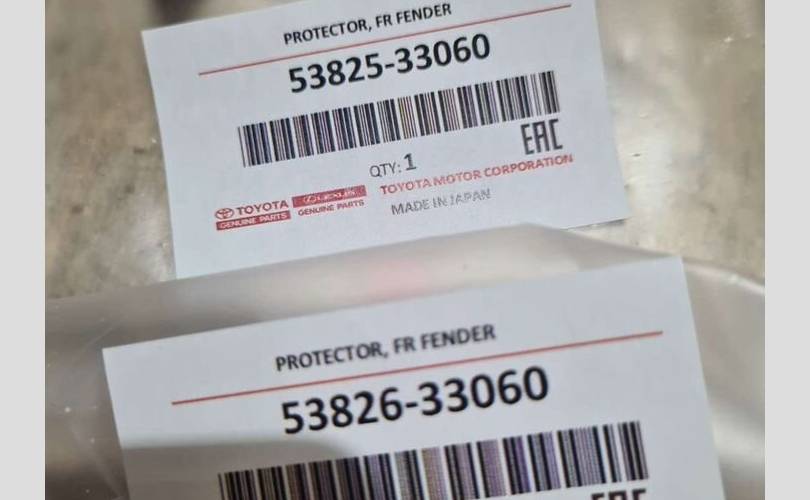 PROTECTOR, FR FENDER
53825-33060
EAC
QTY: 1
TOYOTA LEXUS TOYOTA MOTOR CORPORATION
GENUINE PARTS GENUINE PARTS MADE IN JAPAN
PROTECTOR, FR FENDER
53826-33060
EAC